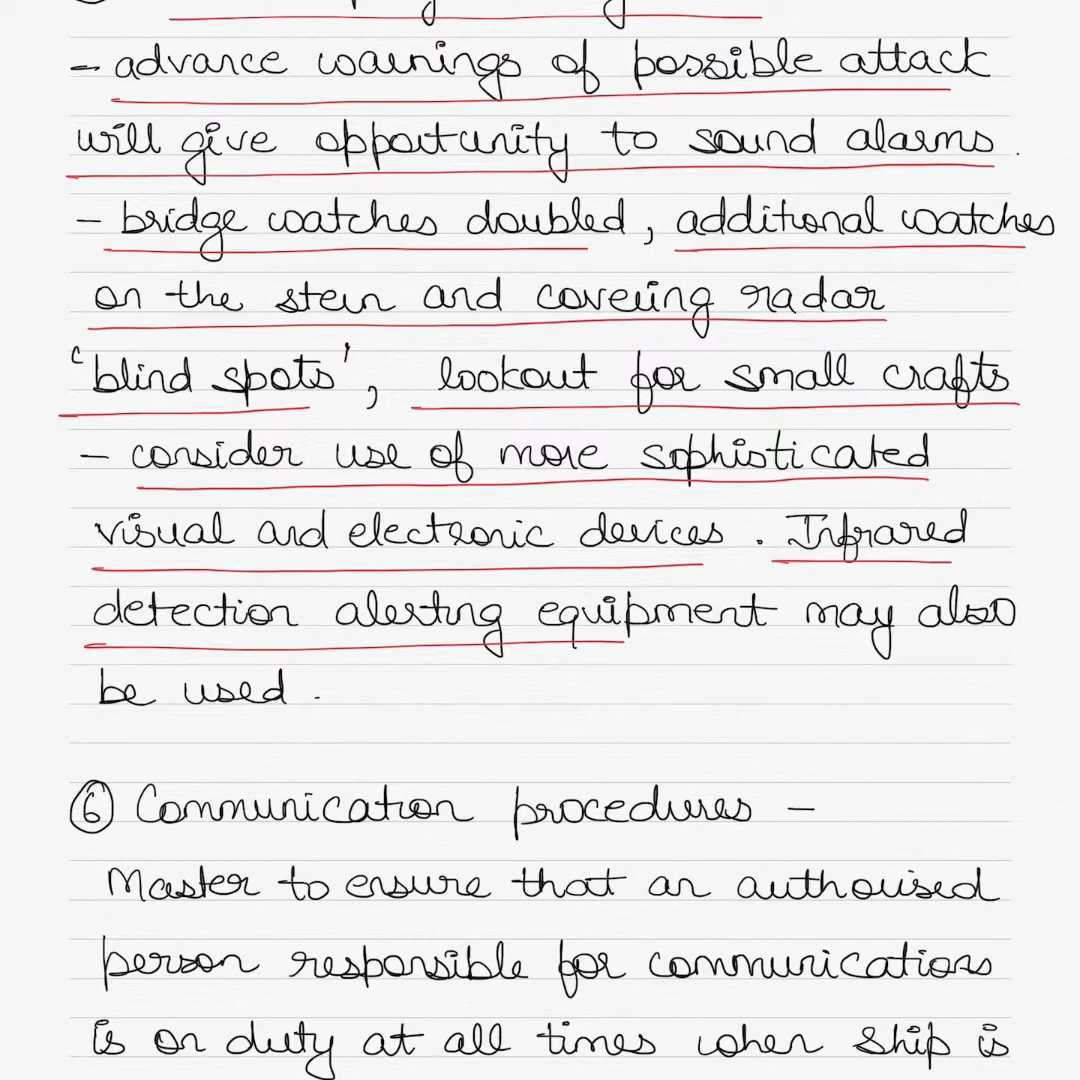 - advance warnings of possible attack
will give opportunity to sound alarms.
- bridge watches doubled, additional watches
on the stern and covering radar
'blind spots', lookout for small crafts
- consider use of more sophisticated
visual and electronic devices. Infrared
detection alerting equipment may also
be used.
⑥ Communication procedures -
Master to ensure that an authorised
person responsible for communications
is on duty at all times when ship is